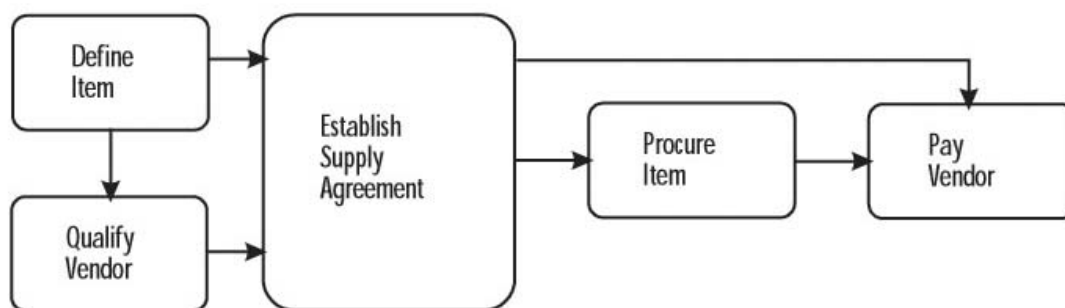 Define
Item
Qualify
Vendor
Establish
Supply
Agreement
Procure
Item
Pay
Vendor